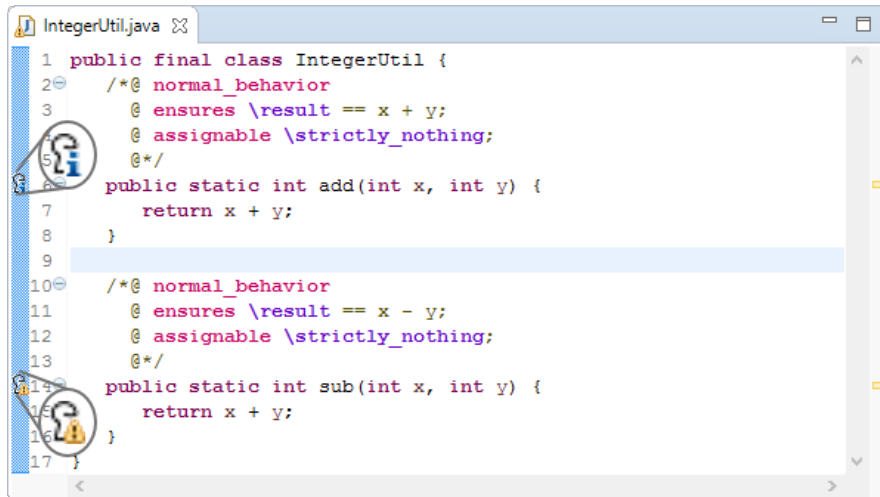 IntegerUtil.java
1 public final class IntegerUtil {
2 /*@ normal_behavior
3 @ ensures \result == x + y;
@ assignable \strictly_nothing;
5 @*/
6 public static int add(int x, int y) {
7 return x + y;
8 }
9
10 /*@ normal_behavior
11 @ ensures \result == x - y;
12 @ assignable \strictly_nothing;
13 @*/
14 public static int sub(int x, int y) {
15 return x + y;
16 }
17 }